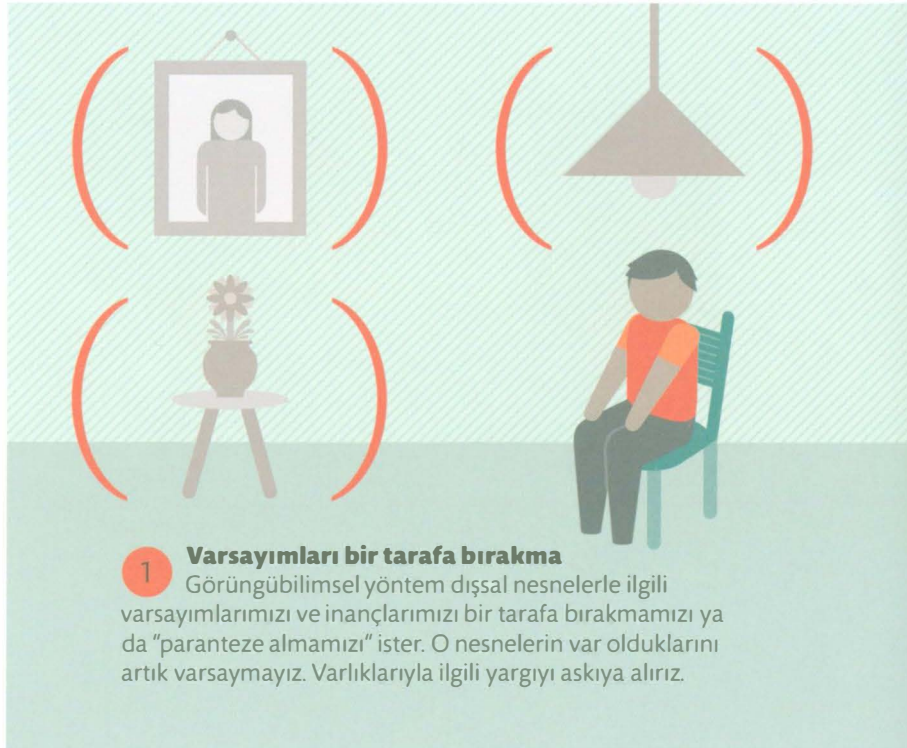 1
Varsayımları bir tarafa bırakma
Görüngübilimsel yöntem dışsal nesnelerle ilgili
varsayımlarımızı ve inançlarımızı bir tarafa bırakmamızı ya
da "paranteze almamızı" ister. O nesnelerin var olduklarını
artık varsaymayız. Varlıklarıyla ilgili yargıyı askıya alırız.